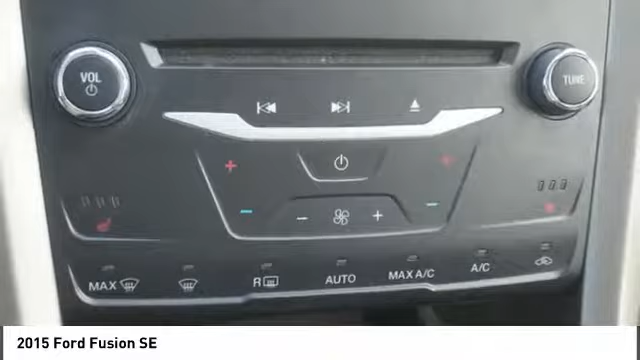 VOL
TUNE
MAX
R
AUTO
MAX A/C
A/C
2015 Ford Fusion SE